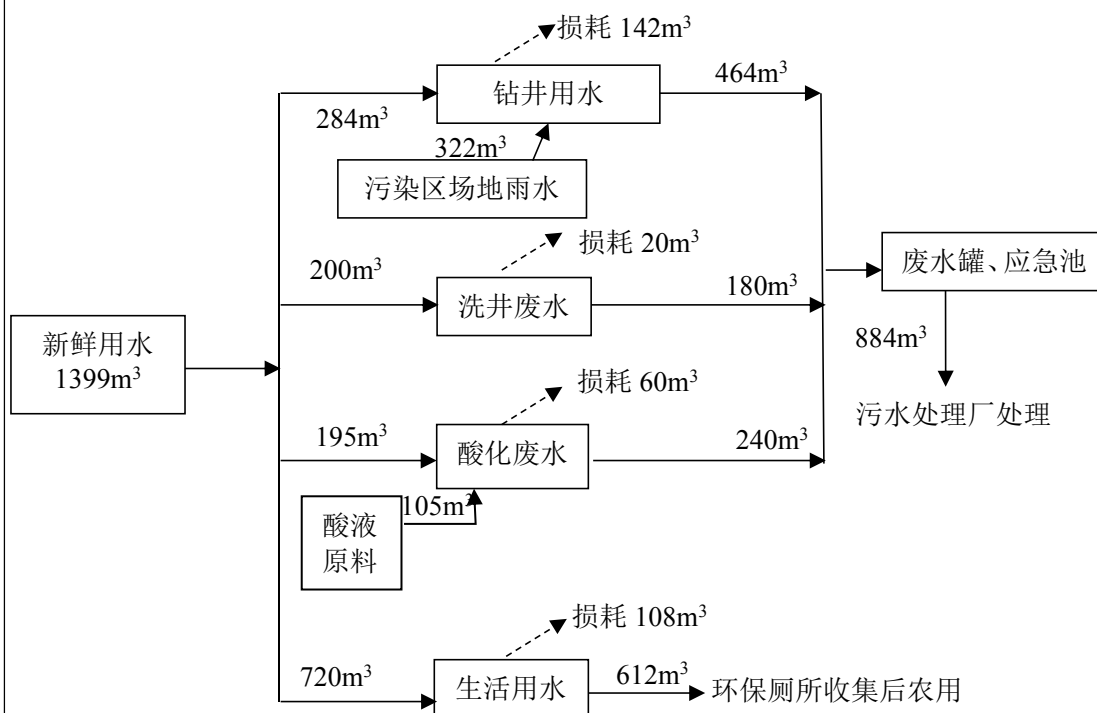 损耗 142m³
钻井用水
464m³
284m³
322m³
污染区场地雨水
损耗 20m³
200m³
洗井废水
180m³
废水罐、应急池
新鲜用水
1399m³
884m³
损耗 60m³
污水处理厂处理
195m³
酸化废水
240m³
105m³
酸液
原料
损耗 108m³
720m³
生活用水
612m³
环保厕所收集后农用